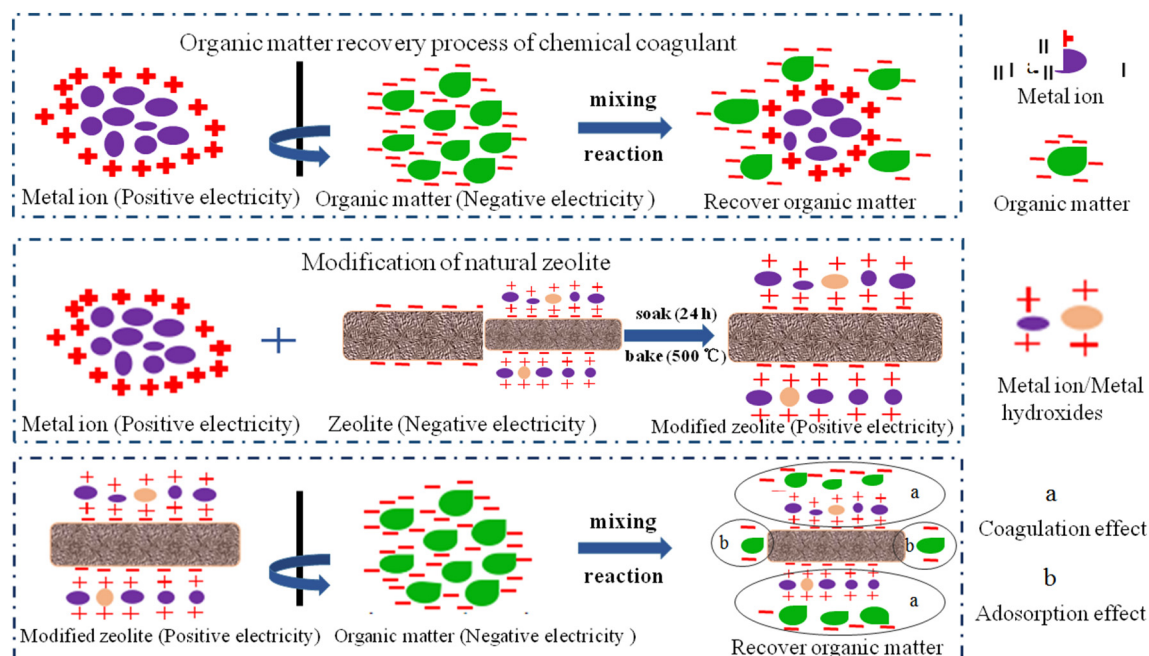 Organic matter recovery process of chemical coagulant
mixing
reaction
Metal ion (Positive electricity)
Organic matter (Negative electricity)
Recover organic matter
Metal ion
Organic matter
Modification of natural zeolite
soak (24 h)
bake (500 ℃)
Metal ion (Positive electricity)
Zeolite (Negative electricity)
Modified zeolite (Positive electricity)
Metal ion/Metal
hydroxides
mixing
reaction
a
b
b
a
Modified zeolite (Positive electricity)
Organic matter (Negative electricity)
Recover organic matter
a
Coagulation effect
b
Adosorption effect